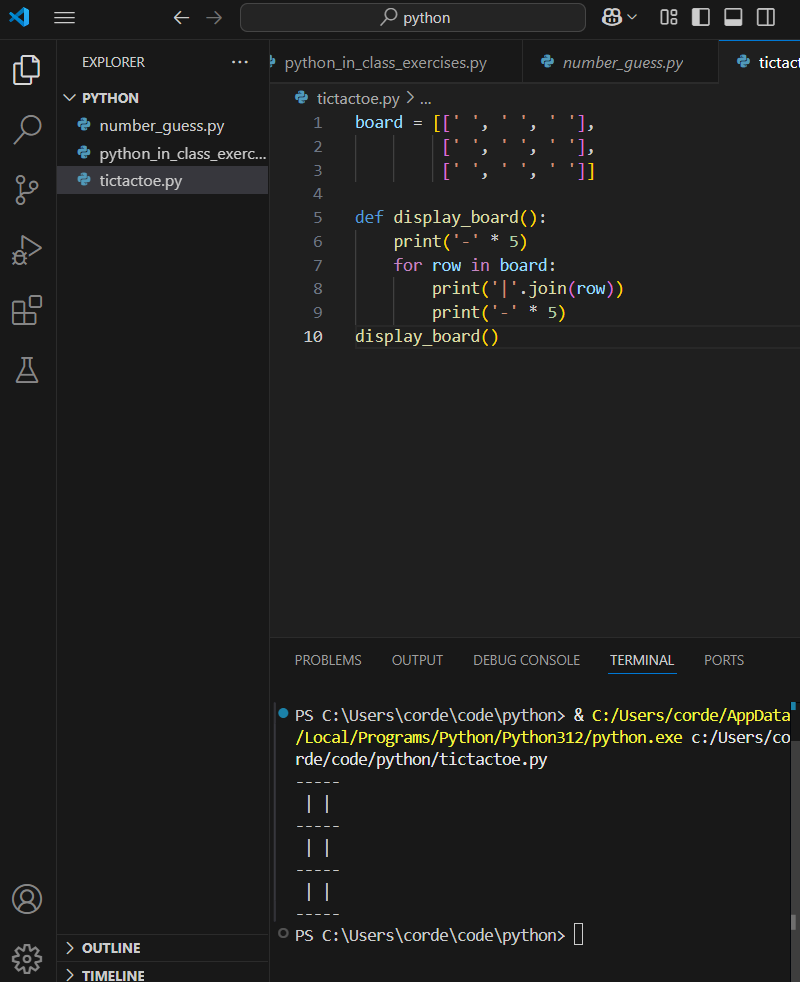 python
EXPLORER ...
PYTHON
number_guess.py
python_in_class_exerc...
tictactoe.py
OUTLINE
TIMELINE
python_in_class_exercises.py number_guess.py tictact
tictactoe.py > ...
1 board = [[' ', ' ', ' '],
2          [' ', ' ', ' '],
3          [' ', ' ', ' ']]
4
5 def display_board():
6     print('-' * 5)
7     for row in board:
8         print('|'.join(row))
9         print('-' * 5)
10 display_board()
PROBLEMS OUTPUT DEBUG CONSOLE TERMINAL PORTS
PS C:\Users\corde\code\python> & C:/Users/corde/AppData
/Local/Programs/Python/Python312/python.exe c:/Users/co
rde/code/python/tictactoe.py
-----
 | |
-----
 | |
-----
 | |
-----
PS C:\Users\corde\code\python>